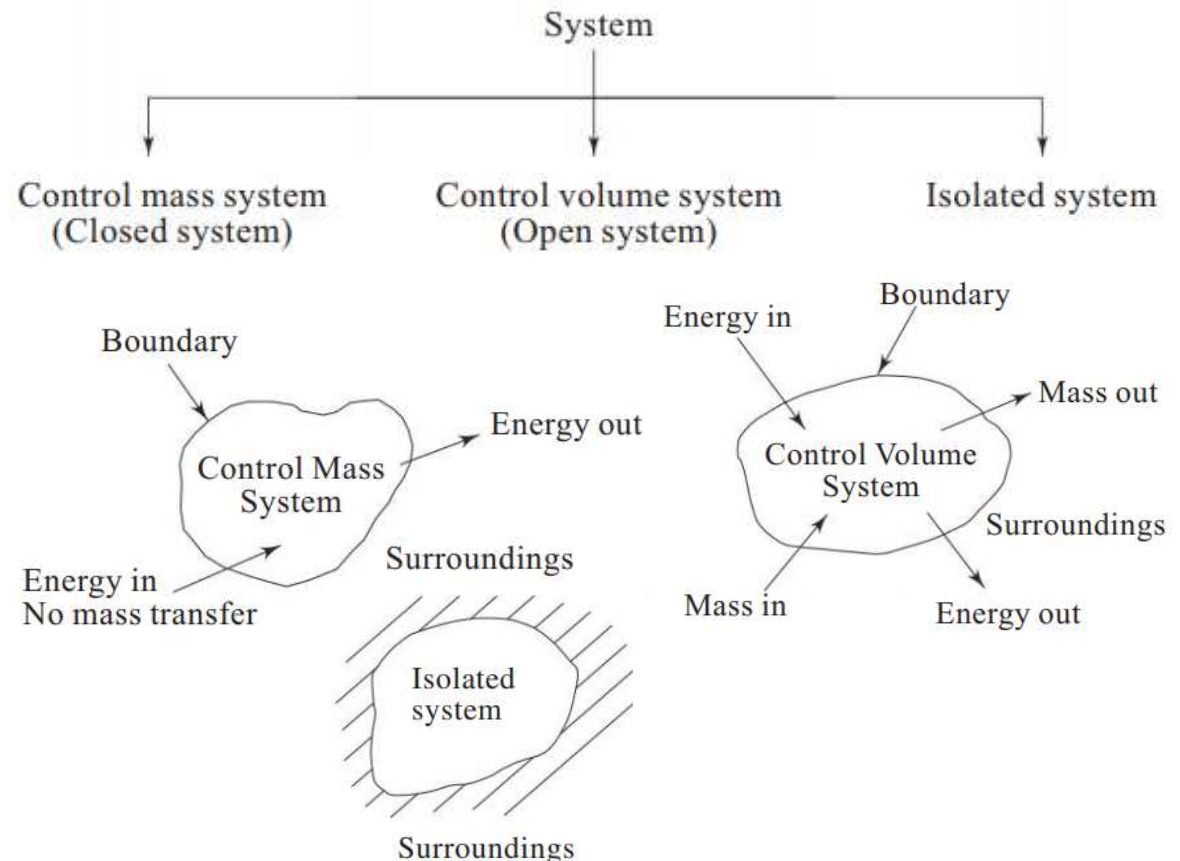 System
Control mass system
(Closed system)
Control volume system
(Open system)
Isolated system
Boundary
Control Mass
System
Energy out
Energy in
No mass transfer
Surroundings
Energy in
Boundary
Mass out
Control Volume
System
Surroundings
Mass in
Energy out
Isolated
system
Surroundings